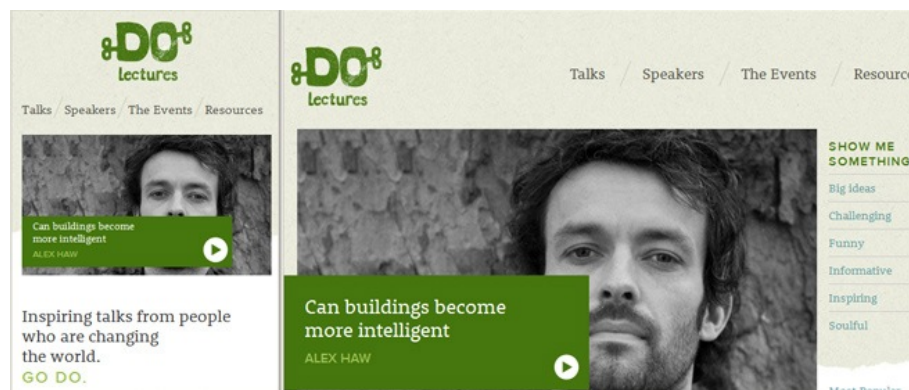 DO
lectures
Talks / Speakers / The Events / Resources
Can buildings become
more intelligent
ALEX HAW
Inspiring talks from people
who are changing
the world.
GO DO.
DO
lectures
Talks / Speakers / The Events / Resourc
Can buildings become
more intelligent
ALEX HAW
SHOW ME
SOMETHING
Big ideas
Challenging
Funny
Informative
Inspiring
Soulful
Most Popular